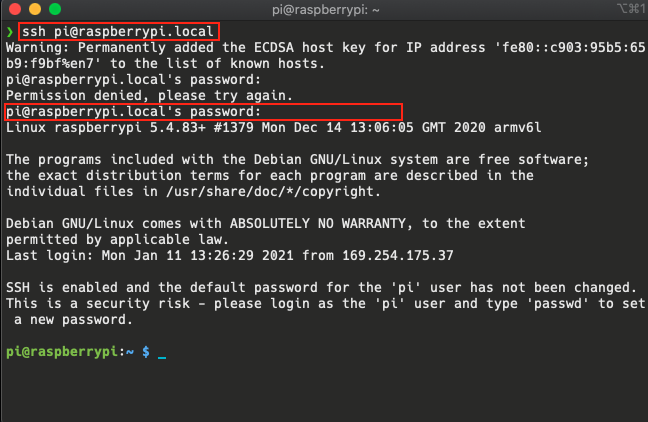 pi@raspberrypi: ~
⌥⌘1
❯ ssh pi@raspberrypi.local
Warning: Permanently added the ECDSA host key for IP address 'fe80::c903:95b5:65
b9:f9bf%en7' to the list of known hosts.
pi@raspberrypi.local's password:
Permission denied, please try again.
pi@raspberrypi.local's password:
Linux raspberrypi 5.4.83+ #1379 Mon Dec 14 13:06:05 GMT 2020 armv6l
The programs included with the Debian GNU/Linux system are free software;
the exact distribution terms for each program are described in the
individual files in /usr/share/doc/*/copyright.
Debian GNU/Linux comes with ABSOLUTELY NO WARRANTY, to the extent
permitted by applicable law.
Last login: Mon Jan 11 13:26:29 2021 from 169.254.175.37
SSH is enabled and the default password for the 'pi' user has not been changed.
This is a security risk - please login as the 'pi' user and type 'passwd' to set
 a new password.
pi@raspberrypi:~ $ _